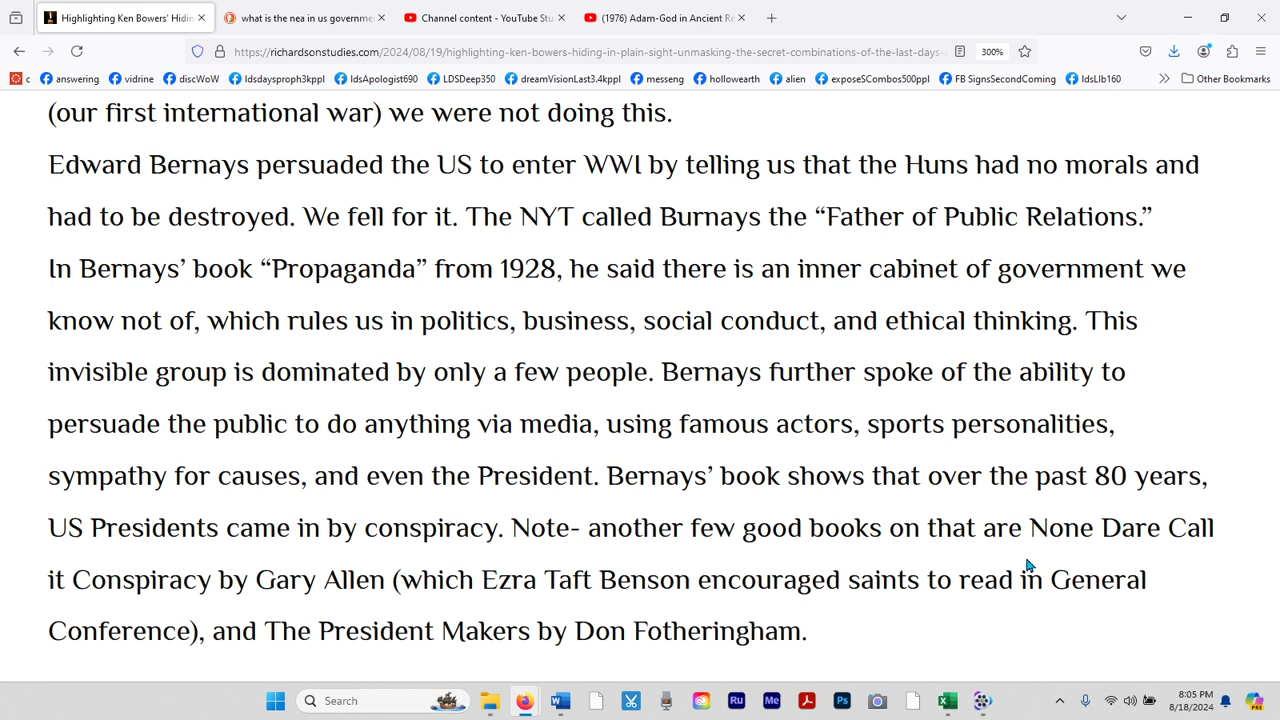 Highlighting Ken Bowers' Hidin
what is the nea in us governme
Channel content - YouTube Stu
(1976) Adam-God in Ancient Re
https://richardsonstudies.com/2024/08/19/highlighting-ken-bowers-hiding-in-plain-sight-unmasking-the-secret-combinations-of-the-last-days-
300%
c
answering
vidrine
discWoW
ldsdaysproph3kppl
ldsApologist690
LDSDeep350
dreamVisionLast3.4kppl
messeng
hollowearth
alien
exposeSCombos500ppl
FB SignsSecondComing
ldsLIb160
Other Bookmarks
(our first international war) we were not doing this.
Edward Bernays persuaded the US to enter WWI by telling us that the Huns had no morals and
had to be destroyed. We fell for it. The NYT called Burnays the “Father of Public Relations.”
In Bernays’ book “Propaganda” from 1928, he said there is an inner cabinet of government we
know not of, which rules us in politics, business, social conduct, and ethical thinking. This
invisible group is dominated by only a few people. Bernays further spoke of the ability to
persuade the public to do anything via media, using famous actors, sports personalities,
sympathy for causes, and even the President. Bernays’ book shows that over the past 80 years,
US Presidents came in by conspiracy. Note- another few good books on that are None Dare Call
it Conspiracy by Gary Allen (which Ezra Taft Benson encouraged saints to read in General
Conference), and The President Makers by Don Fotheringham.
Search
Ru
Me
Ps
8:05 PM
8/18/2024
PRE